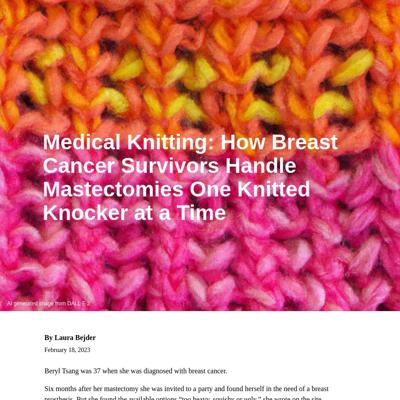 Medical Knitting: How Breast
Cancer Survivors Handle
Mastectomies One Knitted
Knocker at a Time
AI generated image from DALL·E 2
By Laura Bejder
February 18, 2023
Beryl Tsang was 37 when she was diagnosed with breast cancer.
Six months after her mastectomy she was invited to a party and found herself in the need of a breast
prosthesis. But she found the available options “too heavy, squishy or ugly,” she wrote on the site